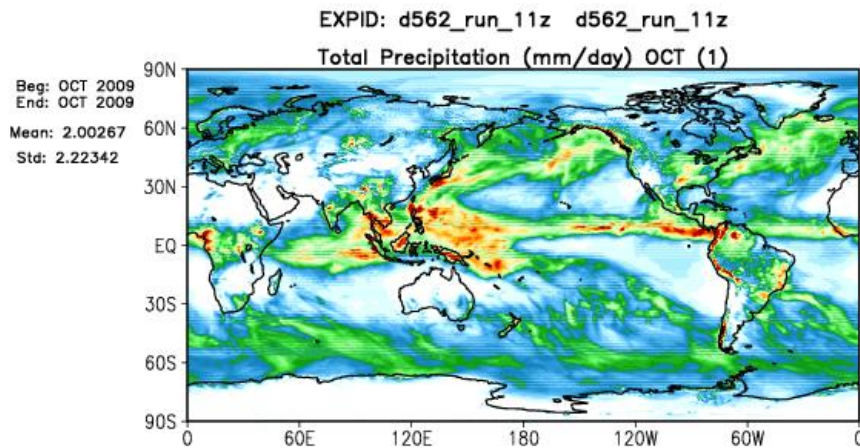 EXPID: d562_run_11z  d562_run_11z
Total Precipitation (mm/day) OCT (1)
Beg: OCT 2009
End: OCT 2009
Mean: 2.00267
Std: 2.22342
90N
60N
30N
EQ
30S
60S
90S
0 60E 120E 180 120W 60W 0